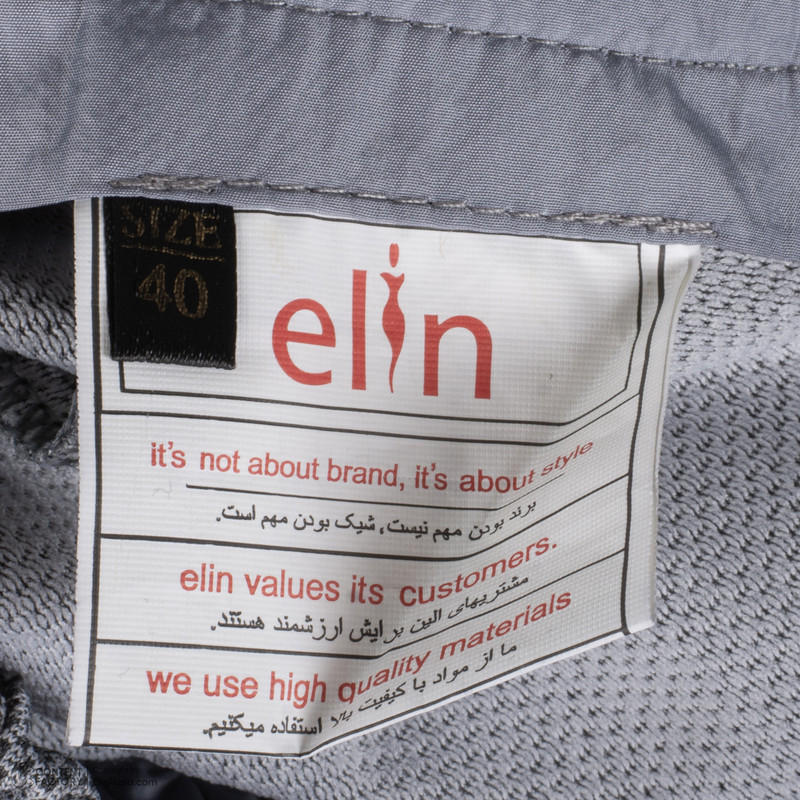 SIZE
40
elin
it's not about brand, it's about style
برند بودن مهم نیست، شیک بودن مهم است.
elin values its customers.
مشتریهای الین برایش ارزشمند هستند.
we use high quality materials
ما از مواد با کیفیت بالا استفاده میکنیم.